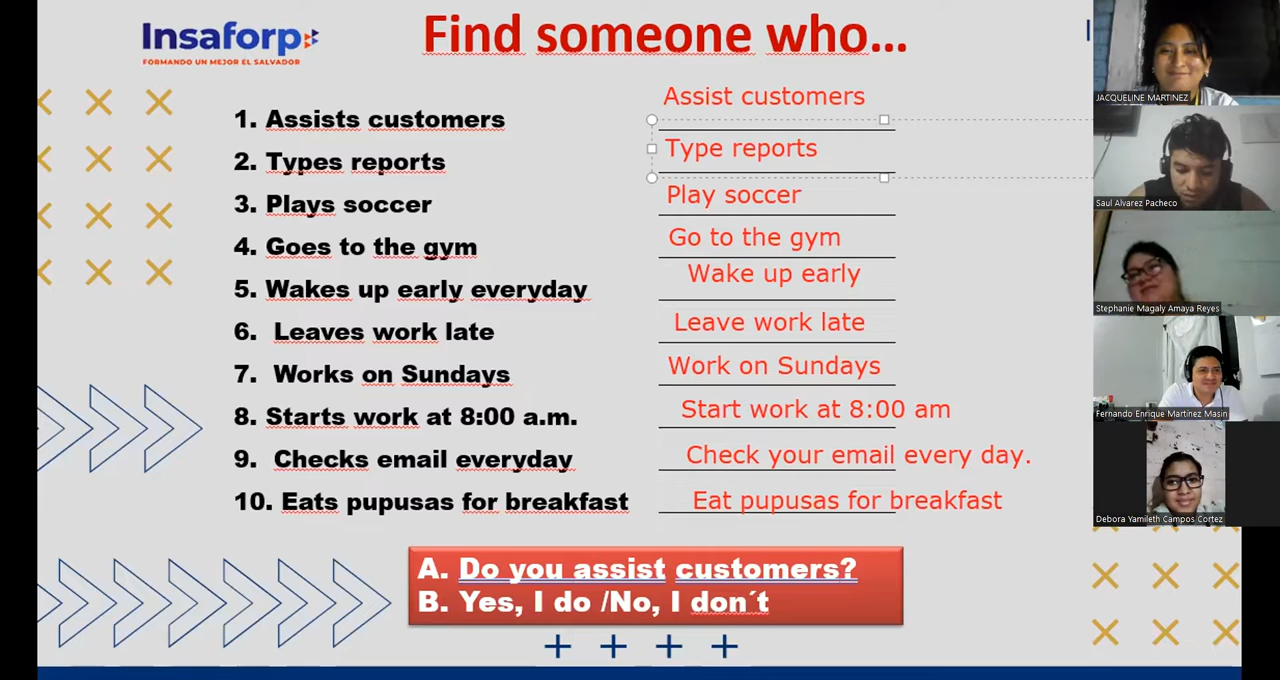 Insaforp
FORMANDO UN MEJOR EL SALVADOR
Find someone who...
1. Assists customers
2. Types reports
3. Plays soccer
4. Goes to the gym
5. Wakes up early everyday
6. Leaves work late
7. Works on Sundays
8. Starts work at 8:00 a.m.
9. Checks email everyday
10. Eats pupusas for breakfast
Assist customers
Type reports
Play soccer
Go to the gym
Wake up early
Leave work late
Work on Sundays
Start work at 8:00 am
Check your email every day.
Eat pupusas for breakfast
A. Do you assist customers?
B. Yes, I do /No, I don´t
JACQUELINE MARTINEZ
Saul Alvarez Pacheco
Stephanie Magaly Amaya Reyes
Fernando Enrique Martinez Masin
Debora Yamileth Campos Cortez